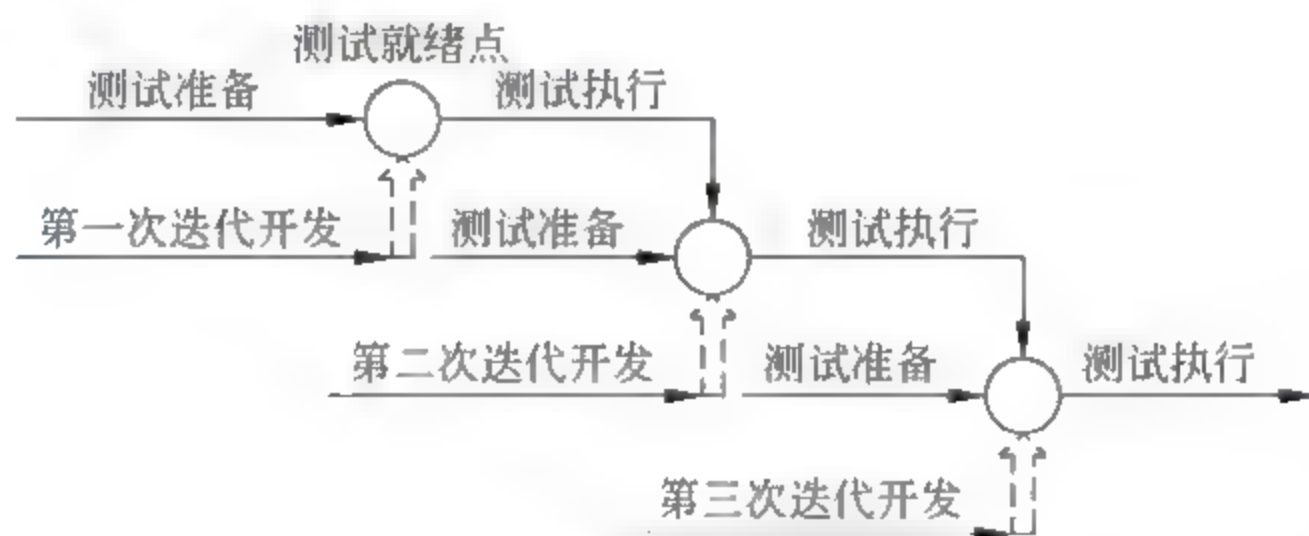 测试就绪点
测试准备
测试执行
第一次迭代开发
测试准备
测试执行
第二次迭代开发
测试准备
测试执行
第三次迭代开发